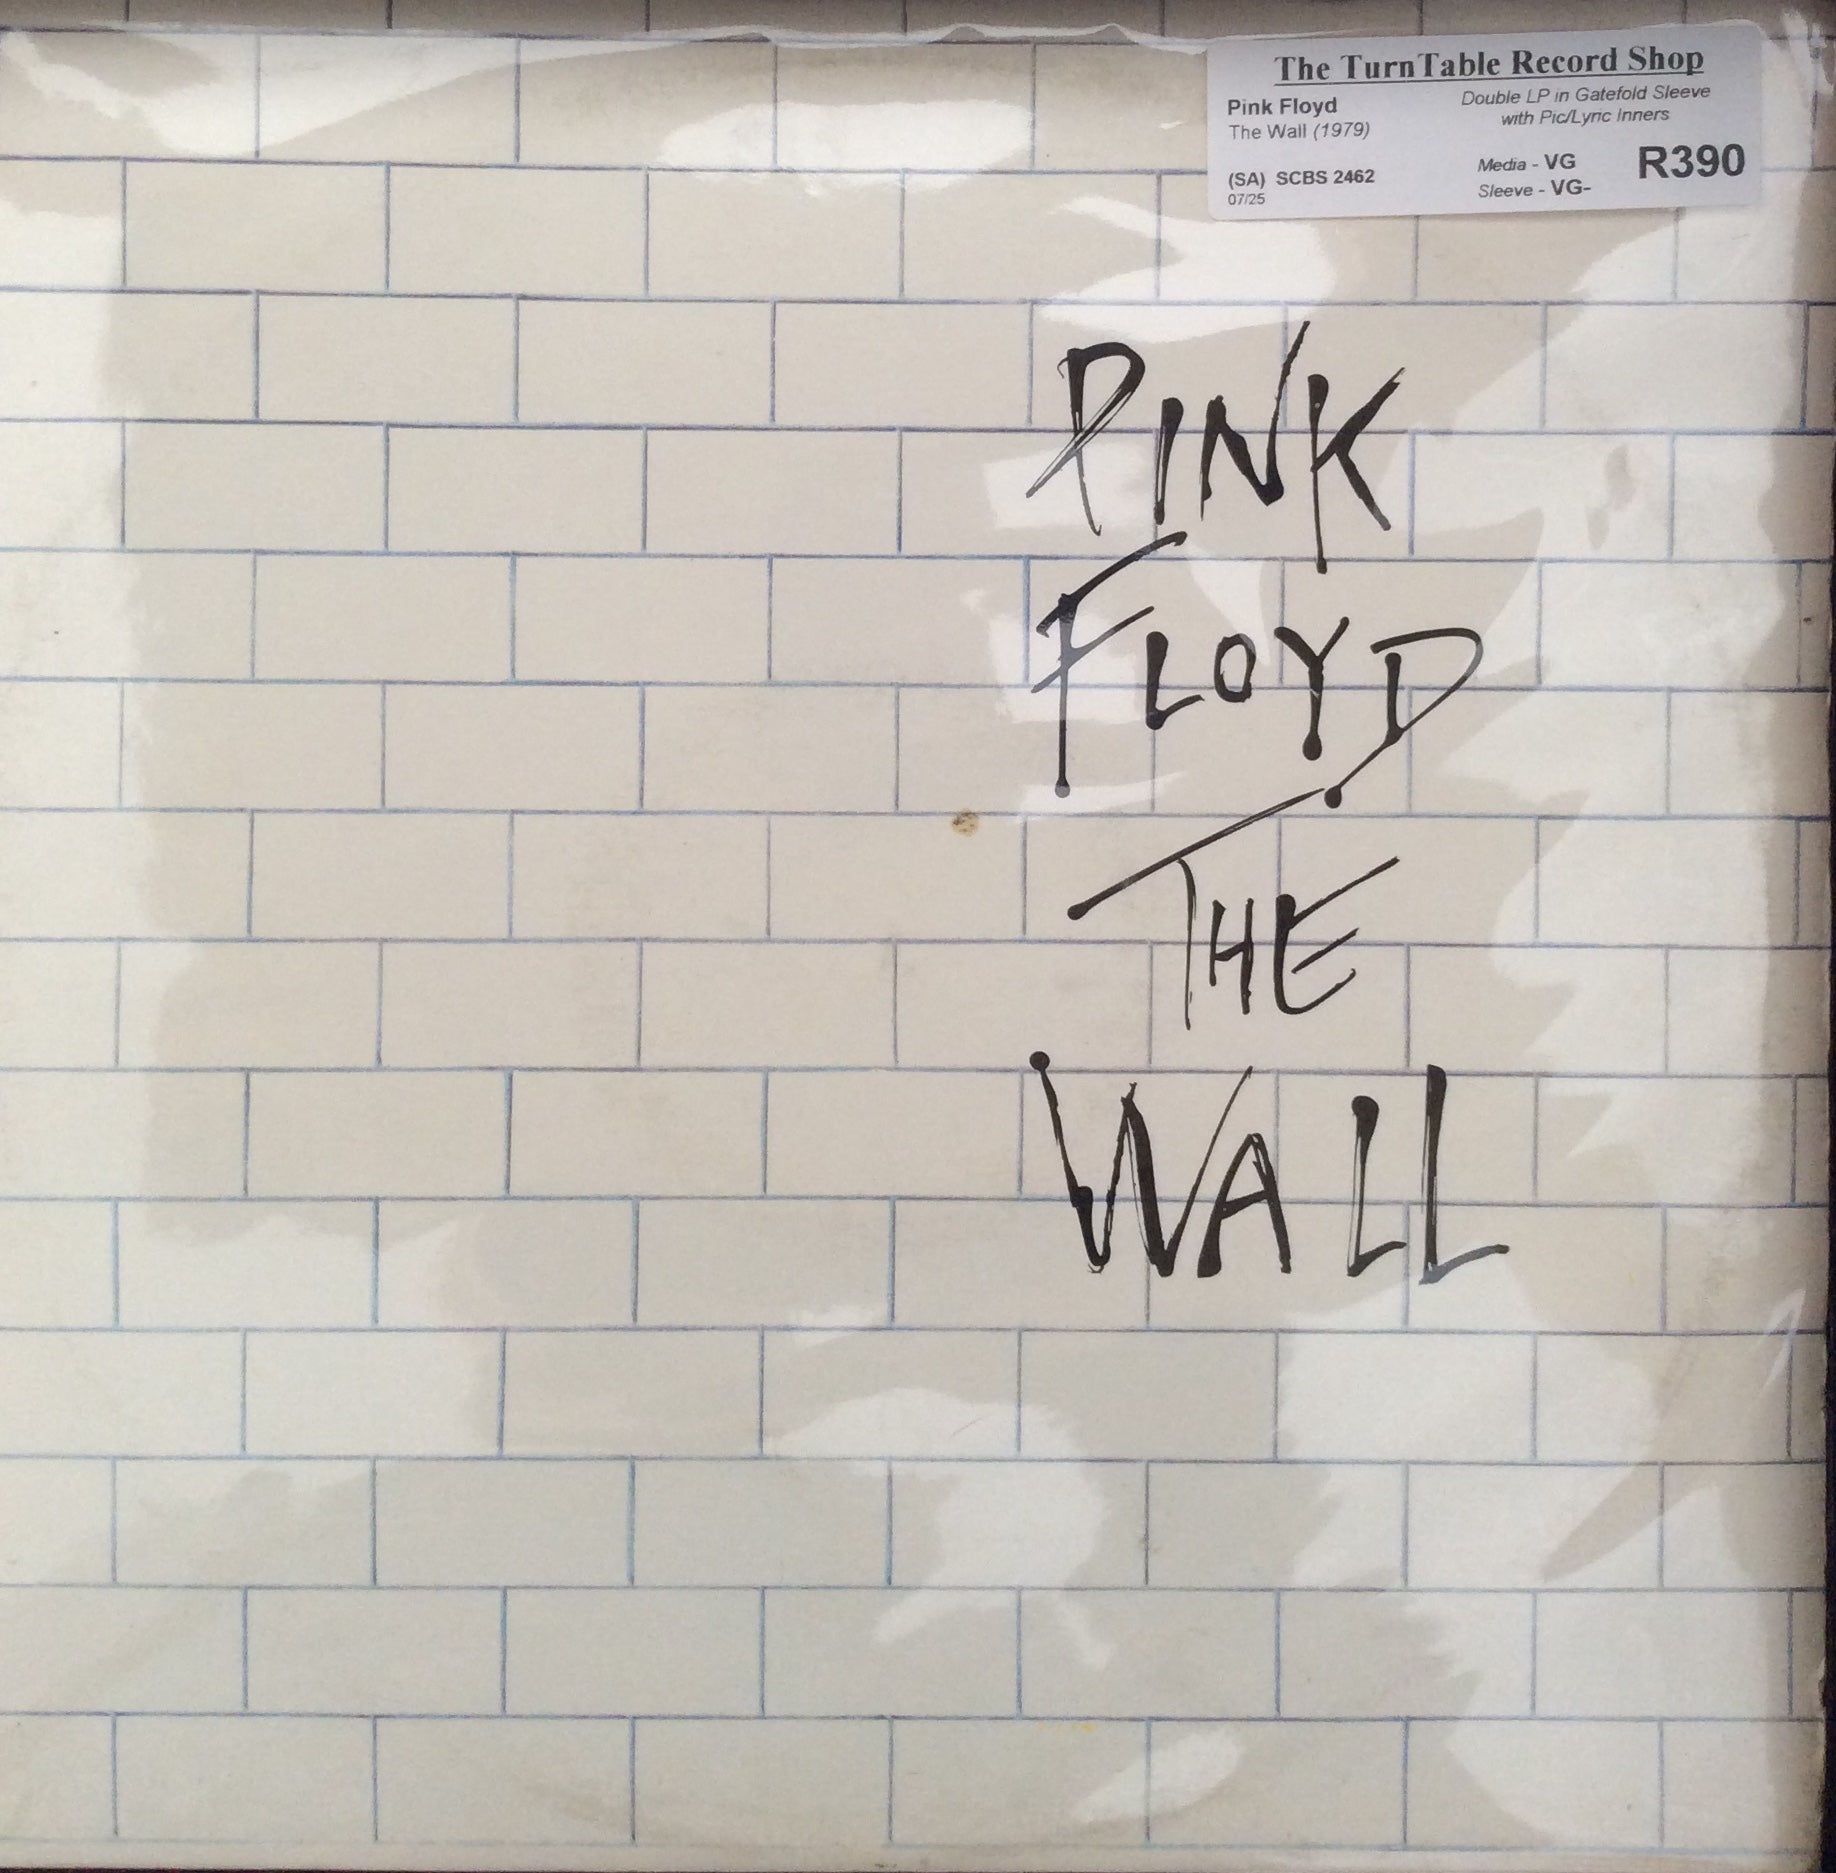 The TurnTable Record Shop
Pink Floyd
The Wall (1979)
Double LP in Gatefold Sleeve
with Pic/Lyric Inners
(SA) SCBS 2462
07/25
Media - VG
Sleeve - VG-
R390
PINK
FLOYD
THE
WALL